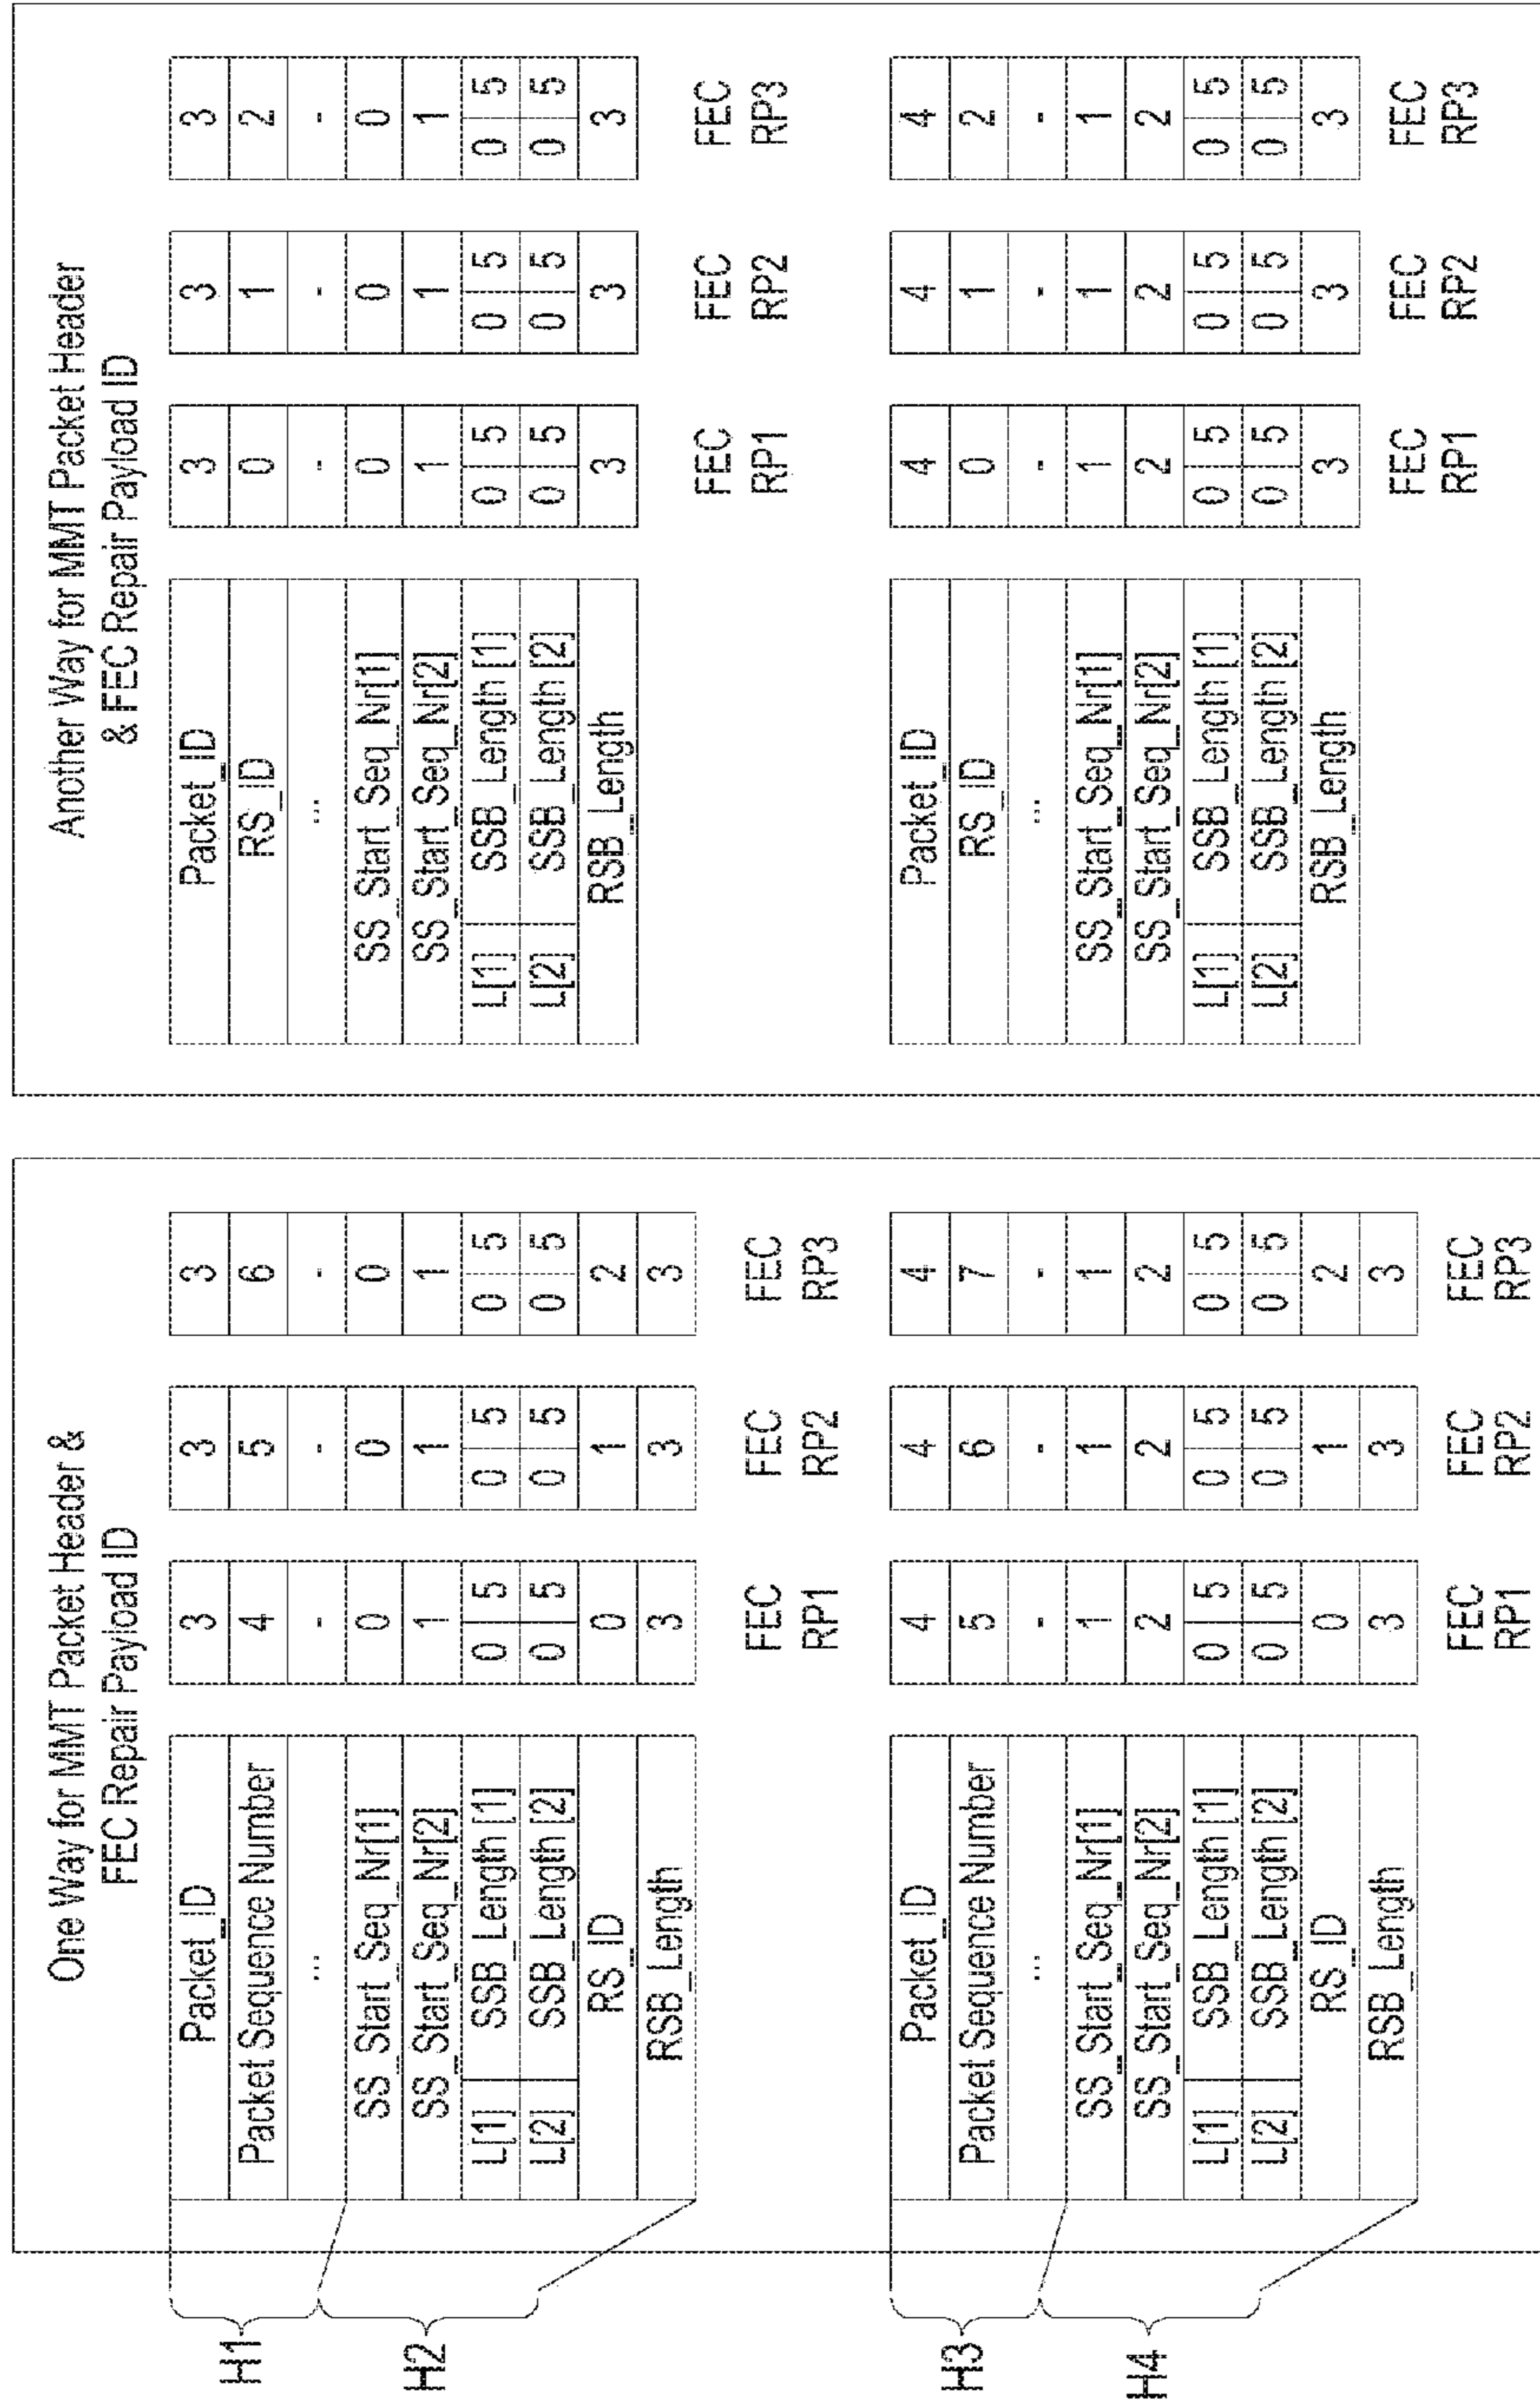 One Way for MMT Packet Header &
FEC Repair Payload ID
H1
H2
Packet_ID 3 3 3
Packet Sequence Number 4 5 6
... - - -
SS_Start_Seq_Nr[1] 0 0 0
SS_Start_Seq_Nr[2] 1 1 1
L[1] SSB_Length [1] 0 5 0 5 0 5
L[2] SSB_Length [2] 0 5 0 5 0 5
RS_ID 0 1 2
RSB_Length 3 3 3
FEC FEC FEC
RP1 RP2 RP3
H3
H4
Packet_ID 4 4 4
Packet Sequence Number 5 6 7
... - - -
SS_Start_Seq_Nr[1] 1 1 1
SS_Start_Seq_Nr[2] 2 2 2
L[1] SSB_Length [1] 0 5 0 5 0 5
L[2] SSB_Length [2] 0 5 0 5 0 5
RS_ID 0 1 2
RSB_Length 3 3 3
FEC FEC FEC
RP1 RP2 RP3
Another Way for MMT Packet Header
& FEC Repair Payload ID
Packet_ID 3 3 3
RS_ID 0 1 2
... - - -
SS_Start_Seq_Nr[1] 0 0 0
SS_Start_Seq_Nr[2] 1 1 1
L[1] SSB_Length [1] 0 5 0 5 0 5
L[2] SSB_Length [2] 0 5 0 5 0 5
RSB_Length 3 3 3
FEC FEC FEC
RP1 RP2 RP3
Packet_ID 4 4 4
RS_ID 0 1 2
... - - -
SS_Start_Seq_Nr[1] 1 1 1
SS_Start_Seq_Nr[2] 2 2 2
L[1] SSB_Length [1] 0 5 0 5 0 5
L[2] SSB_Length [2] 0 5 0 5 0 5
RSB_Length 3 3 3
FEC FEC FEC
RP1 RP2 RP3